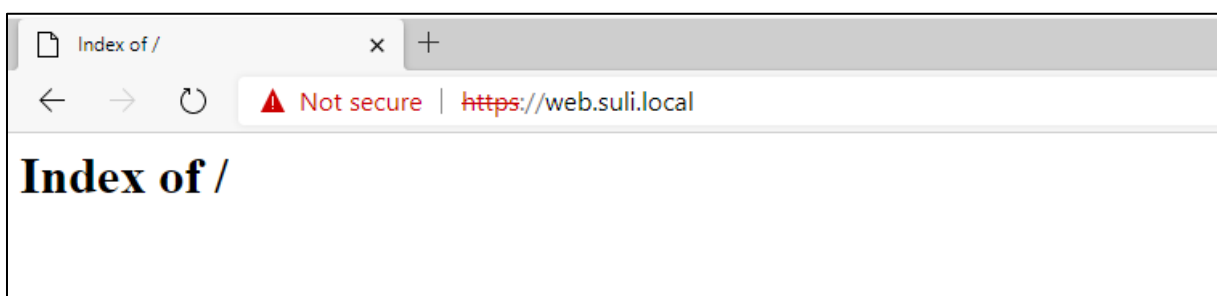 Index of /
Not secure | https://web.suli.local
Index of /